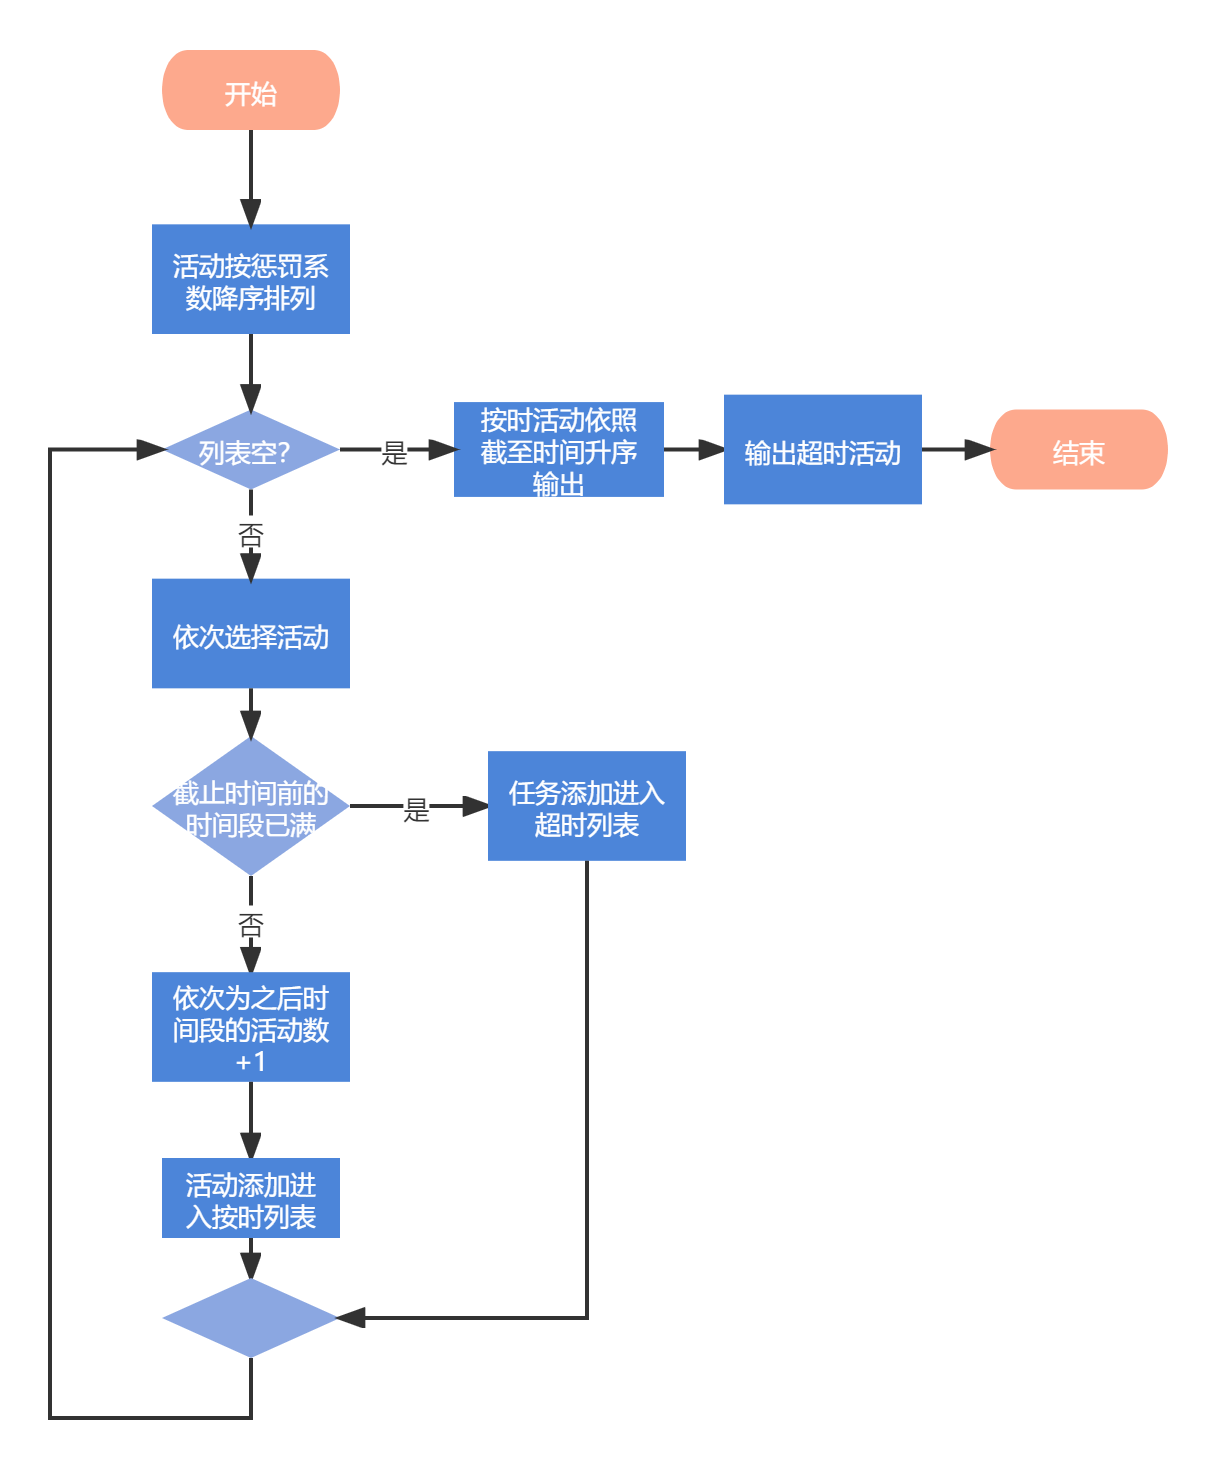 开始
活动按惩罚系
数降序排列
列表空?
是
按时活动依照
截至时间升序
输出
输出超时活动
结束
否
依次选择活动
截止时间前的
时间段已满
是
任务添加进入
超时列表
否
依次为之后时
间段的活动数
+1
活动添加进
入按时列表